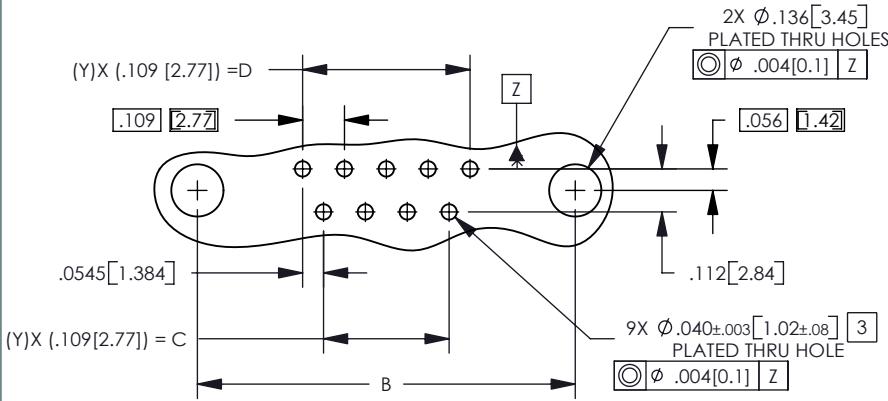 2X Ø.136[3.45]
PLATED THRU HOLES
◎ Ø .004[0.1] Z
(Y)X (.109 [2.77]) =D
Z
.109 [2.77]
.056 [1.42]
.0545[1.384]
.112[2.84]
(Y)X (.109[2.77]) = C
9X Ø.040±.003[1.02±.08] 3
PLATED THRU HOLE
◎ Ø .004[0.1] Z
B